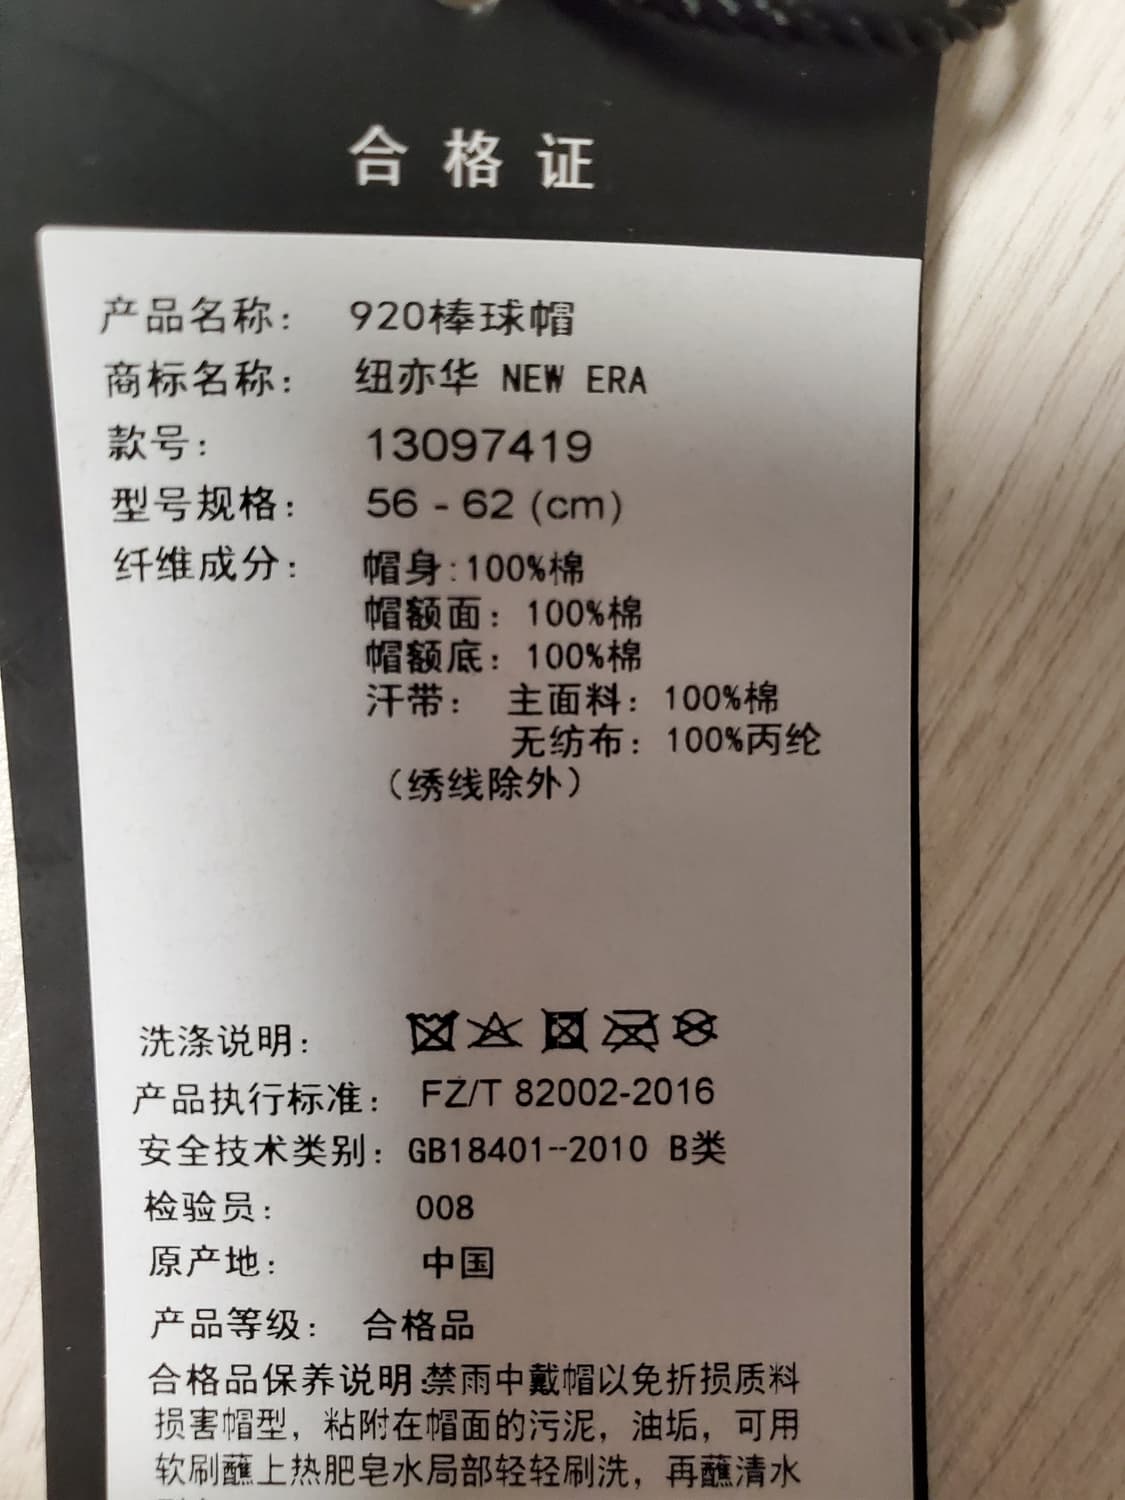 合格证
产品名称： 920棒球帽
商标名称： 纽亦华 NEW ERA
款号： 13097419
型号规格： 56 - 62 (cm)
纤维成分： 帽身:100%棉
帽额面：100%棉
帽额底：100%棉
汗带： 主面料：100%棉
无纺布：100%丙纶
（绣线除外）
洗涤说明：
产品执行标准： FZ/T 82002-2016
安全技术类别：GB18401--2010 B类
检验员： 008
原产地： 中国
产品等级： 合格品
合格品保养说明:禁雨中戴帽以免折损质料
损害帽型，粘附在帽面的污泥，油垢，可用
软刷蘸上热肥皂水局部轻轻刷洗，再蘸清水